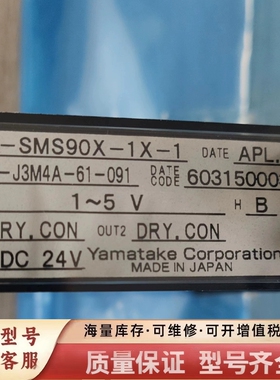 -SMS90X-1X-1 DATE APL.
-J3M4A-61-091 DATE CODE 60315000
1~5 V H B
DRY.CON OUT2 DRY.CON
DC 24V Yamatake Corporation
MADE IN JAPAN
型号 海量库存·可维修·可开增值税
客服 质量保证 型号齐